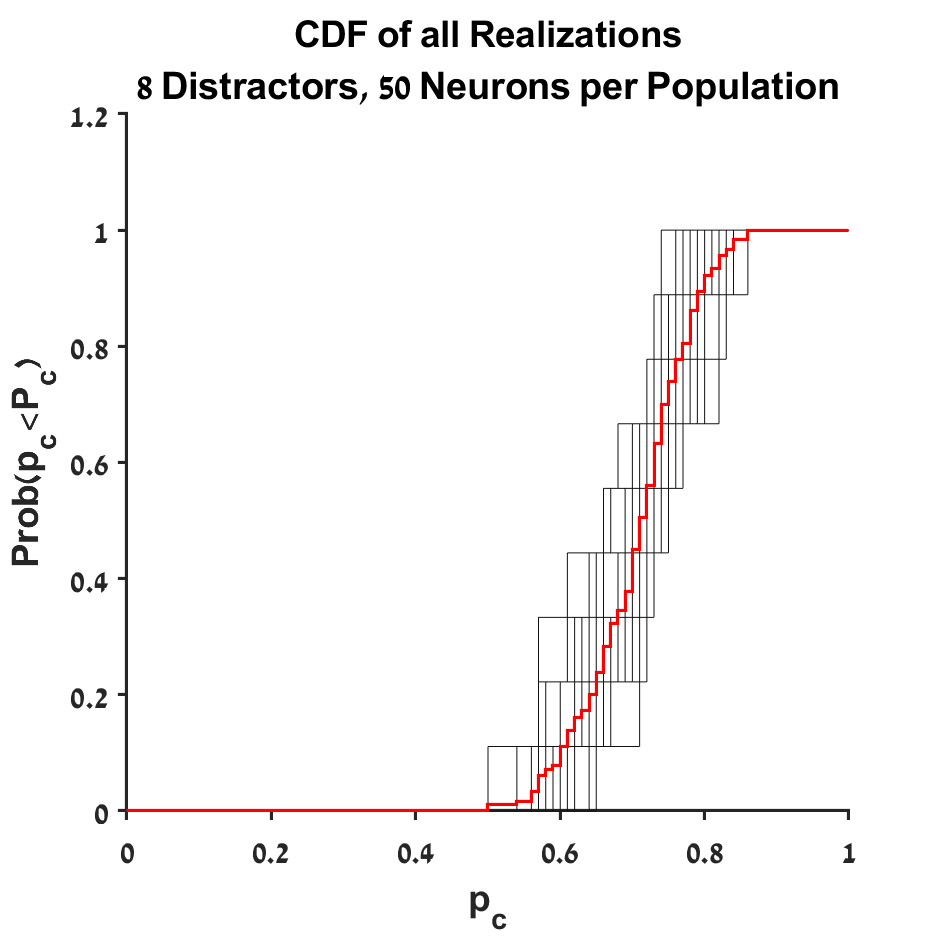 CDF of all Realizations
8 Distractors, 50 Neurons per Population
1.2
1
0.8
0.6
0.4
0.2
0
Prob(p_c<P_c)
0 0.2 0.4 0.6 0.8 1
p_c